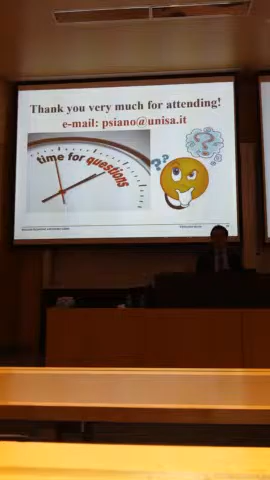 Thank you very much for attending!
e-mail: psiano@unisa.it
time for questions